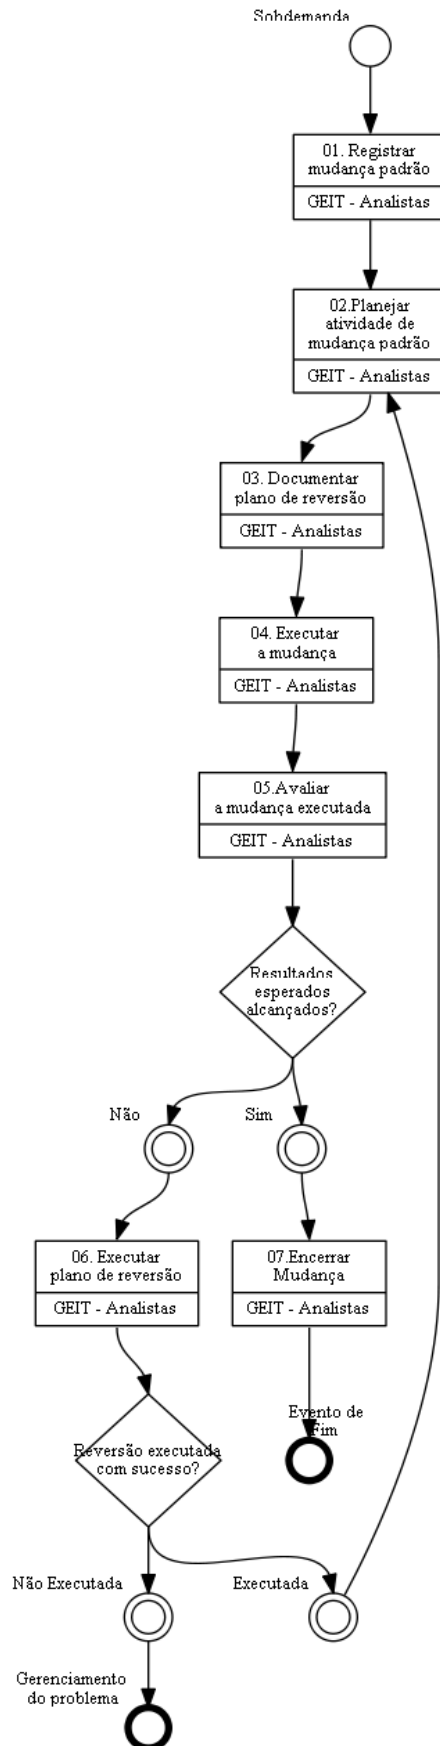 Sobdemanda
01. Registrar
mudança padrão
GEIT - Analistas
02.Planejar
atividade de
mudança padrão
GEIT - Analistas
03. Documentar
plano de reversão
GEIT - Analistas
04. Executar
a mudança
GEIT - Analistas
05.Avaliar
a mudança executada
GEIT - Analistas
Resultados
esperados
alcançados?
Não
Sim
06. Executar
plano de reversão
GEIT - Analistas
07.Encerrar
Mudança
GEIT - Analistas
Evento de
Fim
Reversão executada
com sucesso?
Não Executada
Executada
Gerenciamento
do problema